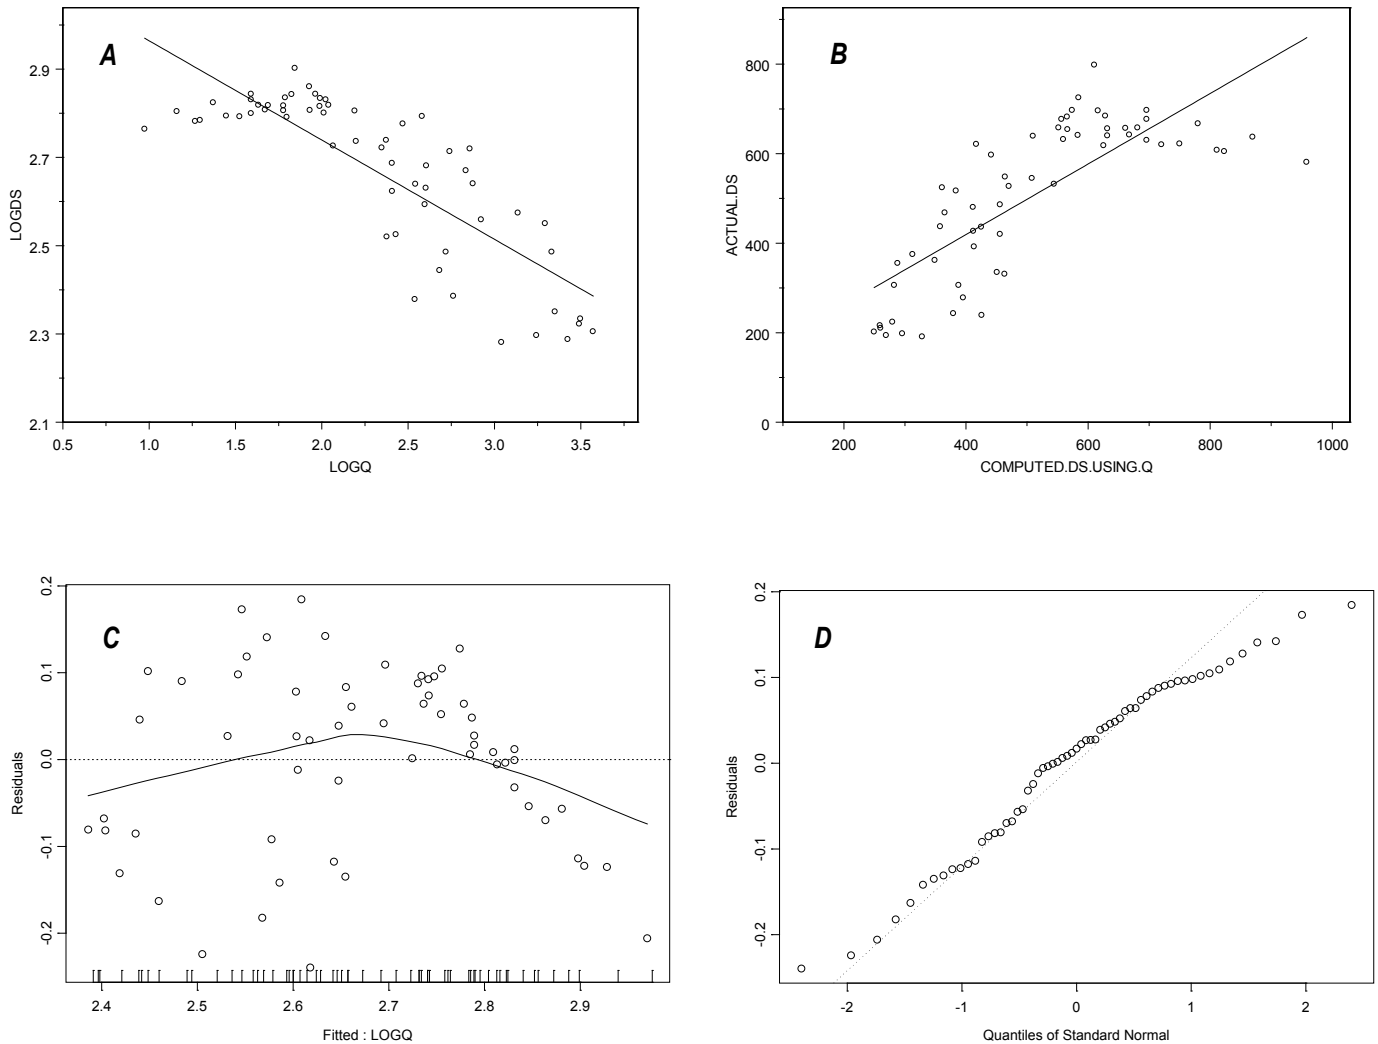 A
LOGDS
2.9
2.7
2.5
2.3
2.1
0.5 1.0 1.5 2.0 2.5 3.0 3.5
LOGQ
B
ACTUAL.DS
800
600
400
200
0
200 400 600 800 1000
COMPUTED.DS.USING.Q
C
Residuals
0.2
0.1
0.0
-0.1
-0.2
2.4 2.5 2.6 2.7 2.8 2.9
Fitted : LOGQ
D
Residuals
0.2
0.1
0.0
-0.1
-0.2
-2 -1 0 1 2
Quantiles of Standard Normal